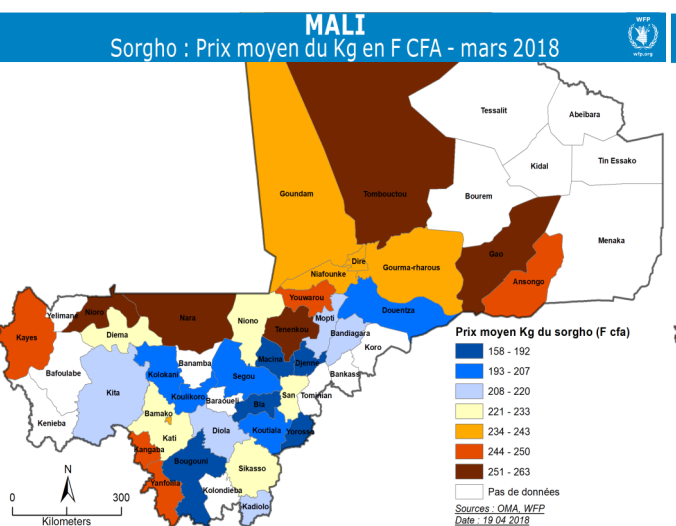 MALI
Sorgho : Prix moyen du Kg en F CFA - mars 2018
WFP
wfp.org
Tessalit
Abeibara
Kidal
Tin Essako
Goundam
Tombouctou
Bourem
Menaka
Gao
Dire
Gourma-rharous
Niafounke
Ansongo
Youwarou
Douentza
Yelimane
Nioro
Nara
Niono
Mopti
Tenenkou
Bandiagara
Kayes
Diema
Koro
Macina
Djenne
Banamba
Bafoulabe
Kolokani
Segou
Bankass
Kita
Koulikoro
Baraoueli
San
Tominian
Bla
Bamako
Kenieba
Kati
Diola
Koutiala
Yorosso
Kangaba
Bougouni
Sikasso
Yanfolila
Kolondieba
Kadiolo
N
0 300
Kilometers
Prix moyen Kg du sorgho (F cfa)
158 - 192
193 - 207
208 - 220
221 - 233
234 - 243
244 - 250
251 - 263
Pas de données
Sources : OMA, WFP
Date : 19 04 2018